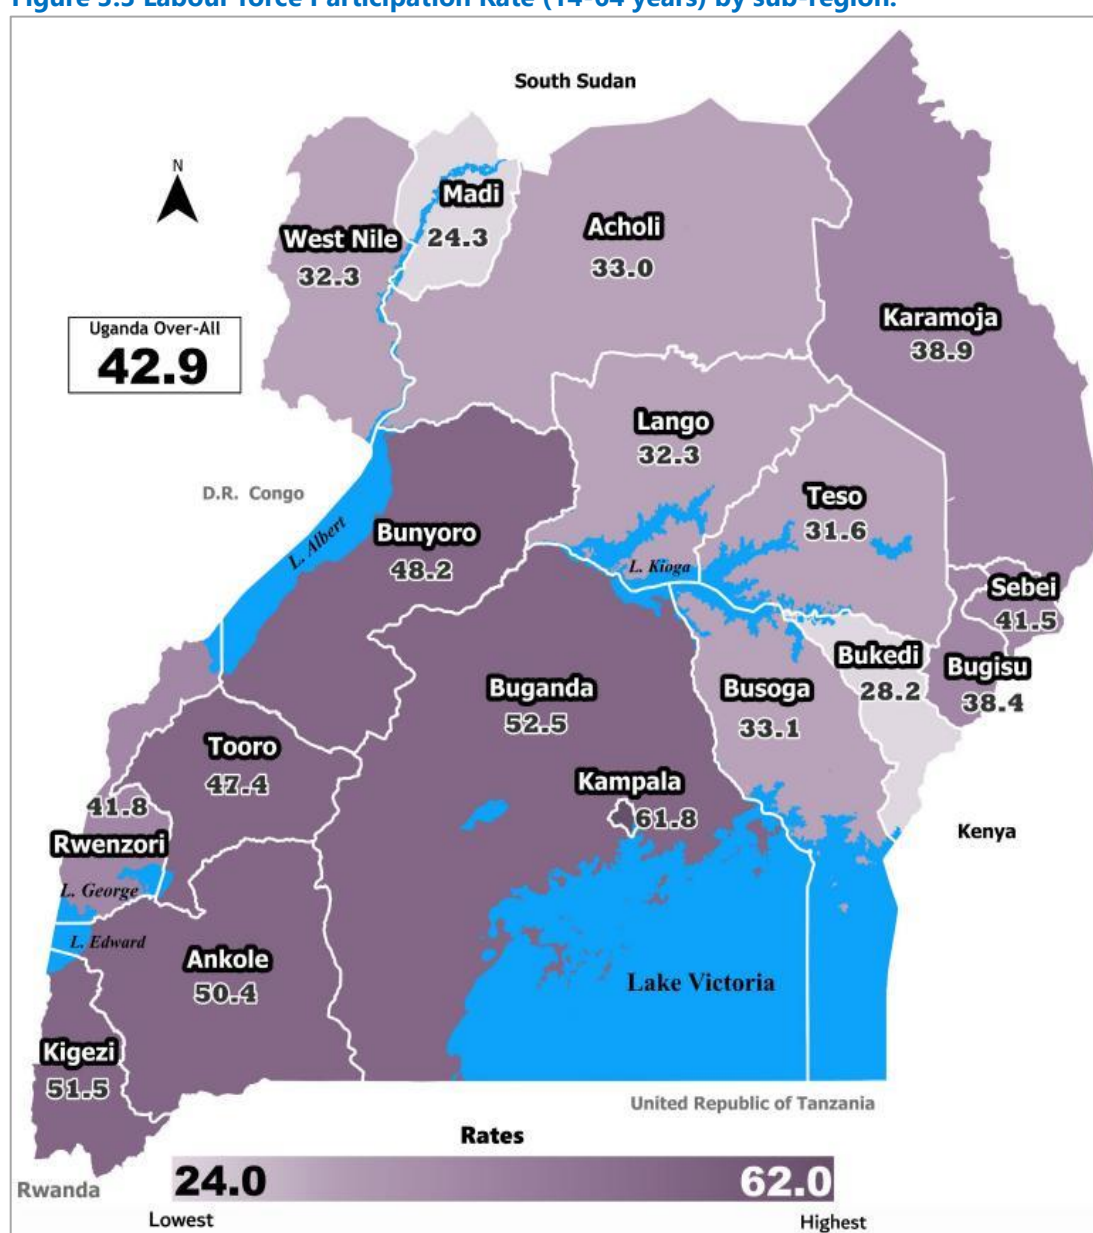 Figure 3.3 Labour force Participation Rate (14-64 years) by sub-region.
South Sudan
N
Madi
24.3
West Nile
32.3
Acholi
33.0
Karamoja
38.9
Uganda Over-All
42.9
Lango
32.3
D.R. Congo
Teso
31.6
L. Albert
Bunyoro
48.2
L. Kioga
Sebei
41.5
Bukedi
28.2
Bugisu
38.4
Buganda
52.5
Busoga
33.1
Tooro
47.4
Kampala
61.8
41.8
Rwenzori
Kenya
L. George
L. Edward
Ankole
50.4
Lake Victoria
Kigezi
51.5
United Republic of Tanzania
Rates
Rwanda
24.0
62.0
Lowest
Highest